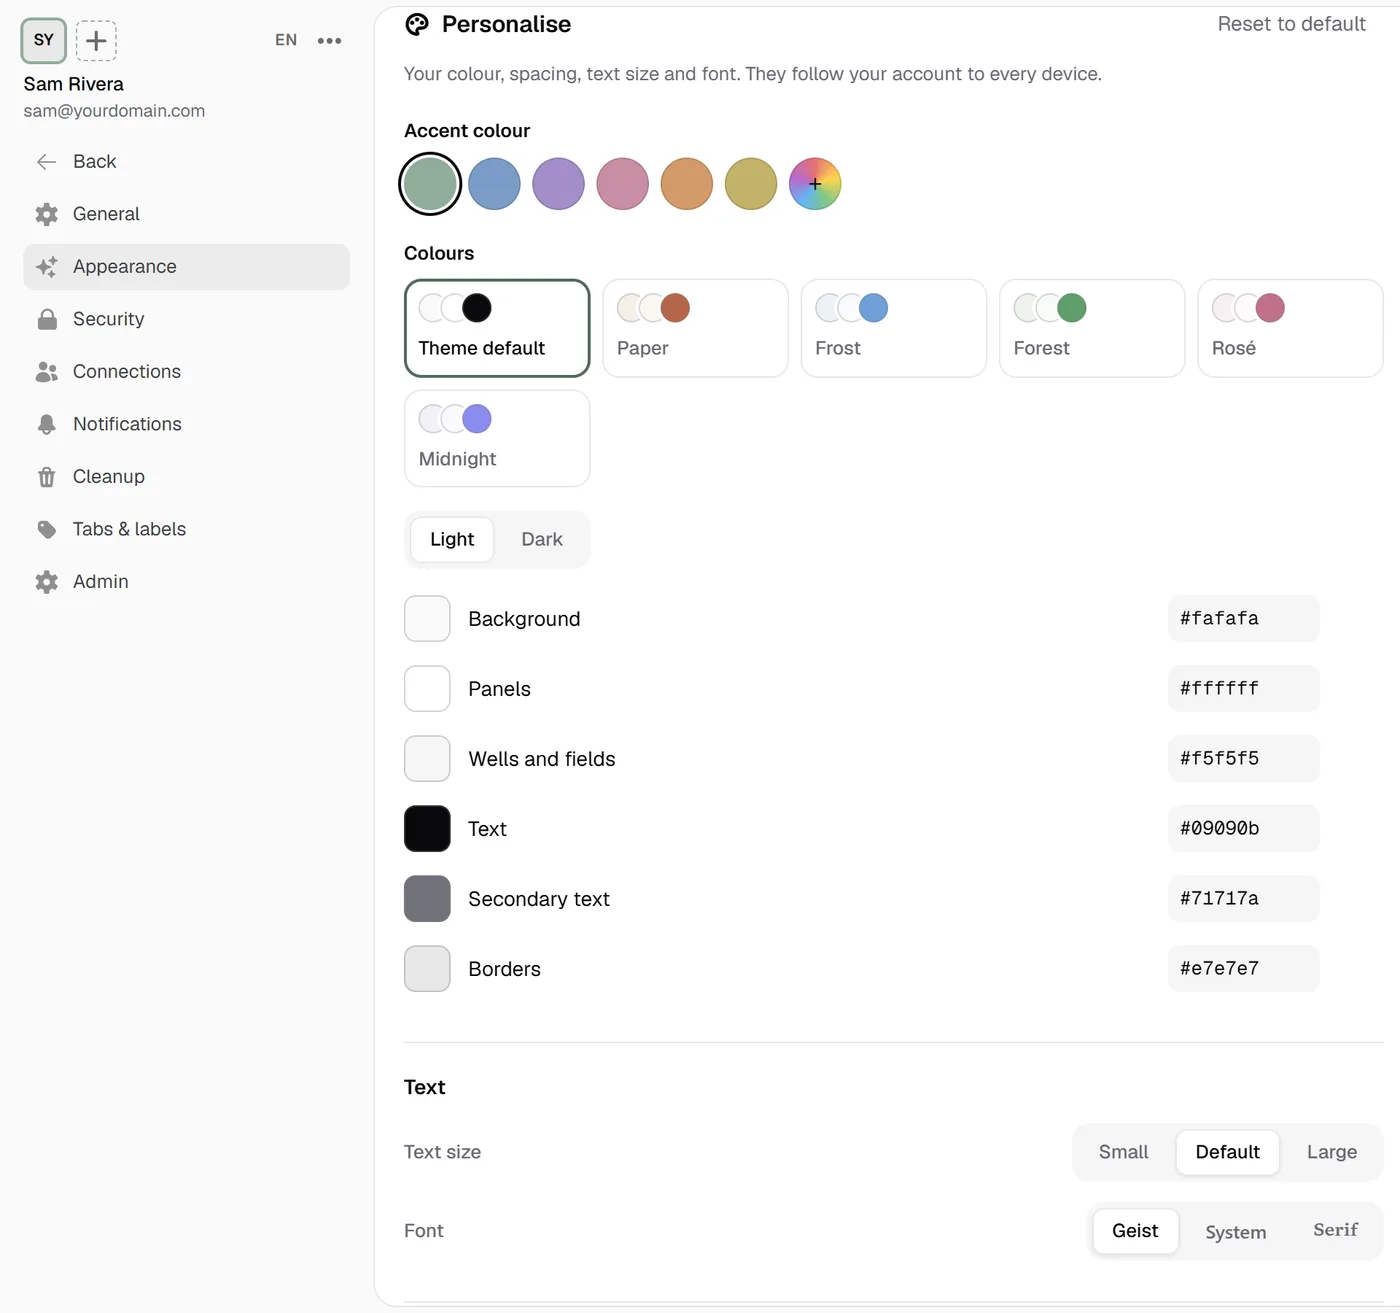 SY
EN
Sam Rivera
sam@yourdomain.com
Back
General
Appearance
Security
Connections
Notifications
Cleanup
Tabs & labels
Admin
Personalise
Reset to default
Your colour, spacing, text size and font. They follow your account to every device.
Accent colour
Colours
Theme default
Paper
Frost
Forest
Rosé
Midnight
Light Dark
Background #fafafa
Panels #ffffff
Wells and fields #f5f5f5
Text #09090b
Secondary text #71717a
Borders #e7e7e7
Text
Text size Small Default Large
Font Geist System Serif